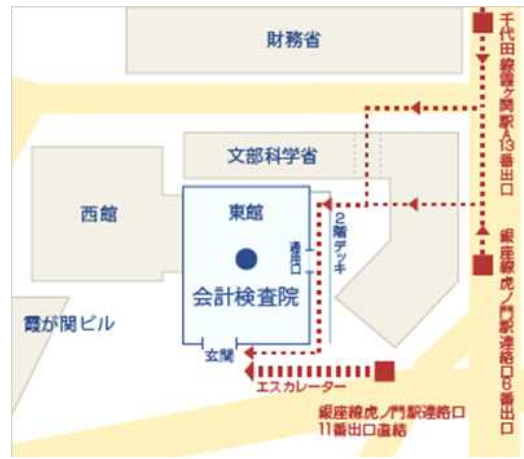 財務省
千代田線霞ヶ関駅A13番出口
文部科学省
西館
東館
2階デッキ
通用口
会計検査院
銀座線虎ノ門駅連絡口6番出口
霞が関ビル
玄関
エスカレーター
銀座線虎ノ門駅連絡口
11番出口直結